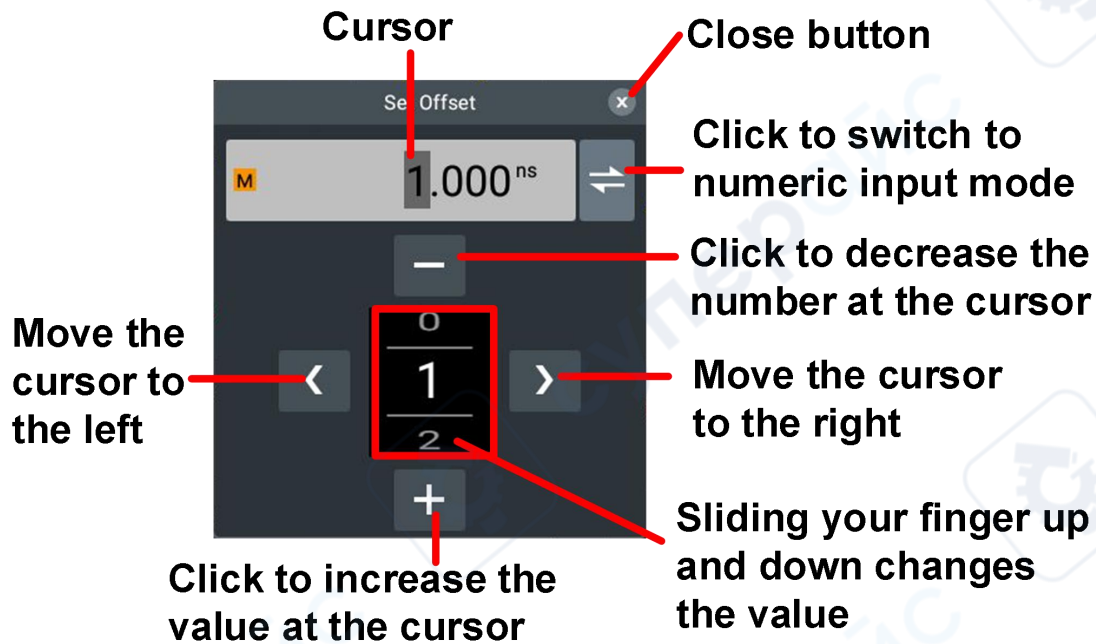 Cursor
Close button
Set Offset
x
M
1.000 ns
Click to switch to
numeric input mode
−
Click to decrease the
number at the cursor
0
Move the
cursor to
the left
‹
1
›
Move the cursor
to the right
2
+
Sliding your finger up
and down changes
the value
Click to increase the
value at the cursor